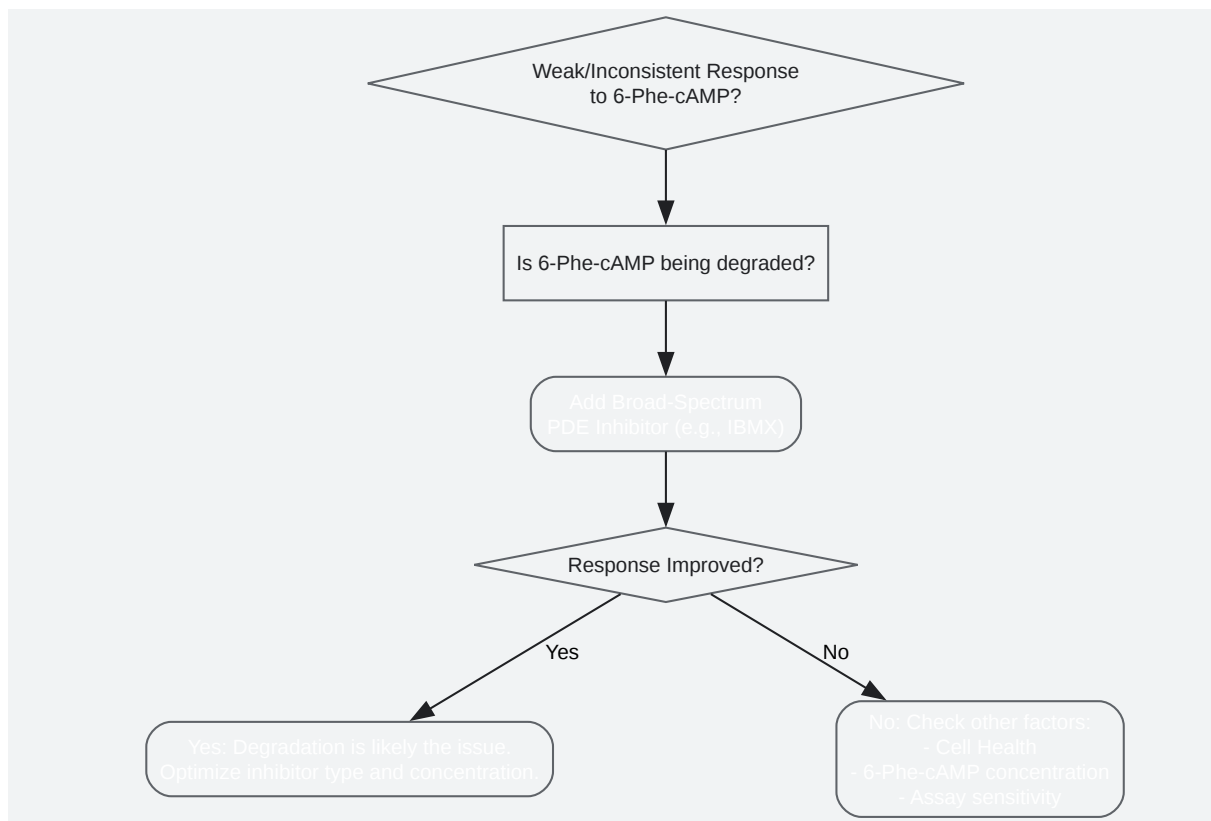 Weak/Inconsistent Response
to 6-Phe-cAMP?
Is 6-Phe-cAMP being degraded?
Add Broad-Spectrum
PDE Inhibitor (e.g., IBMX)
Response Improved?
Yes
No
Yes: Degradation is likely the issue.
Optimize inhibitor type and concentration.
No: Check other factors:
- Cell Health
- 6-Phe-cAMP concentration
- Assay sensitivity